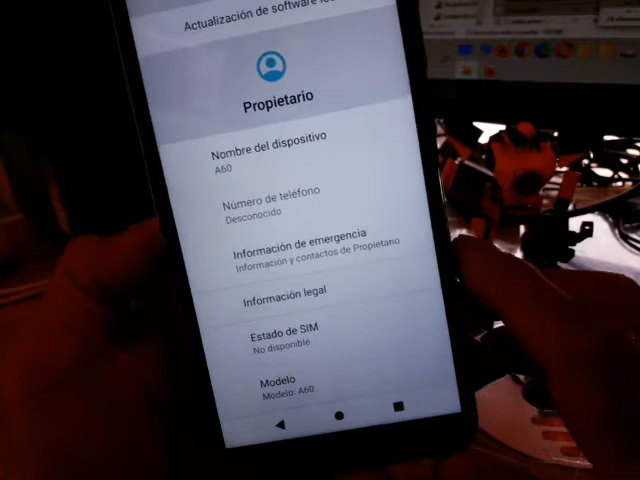 Actualización de software
Propietario
Nombre del dispositivo
A60
Número de teléfono
Desconocido
Información de emergencia
Información y contactos de Propietario
Información legal
Estado de SIM
No disponible
Modelo
Modelo: A60